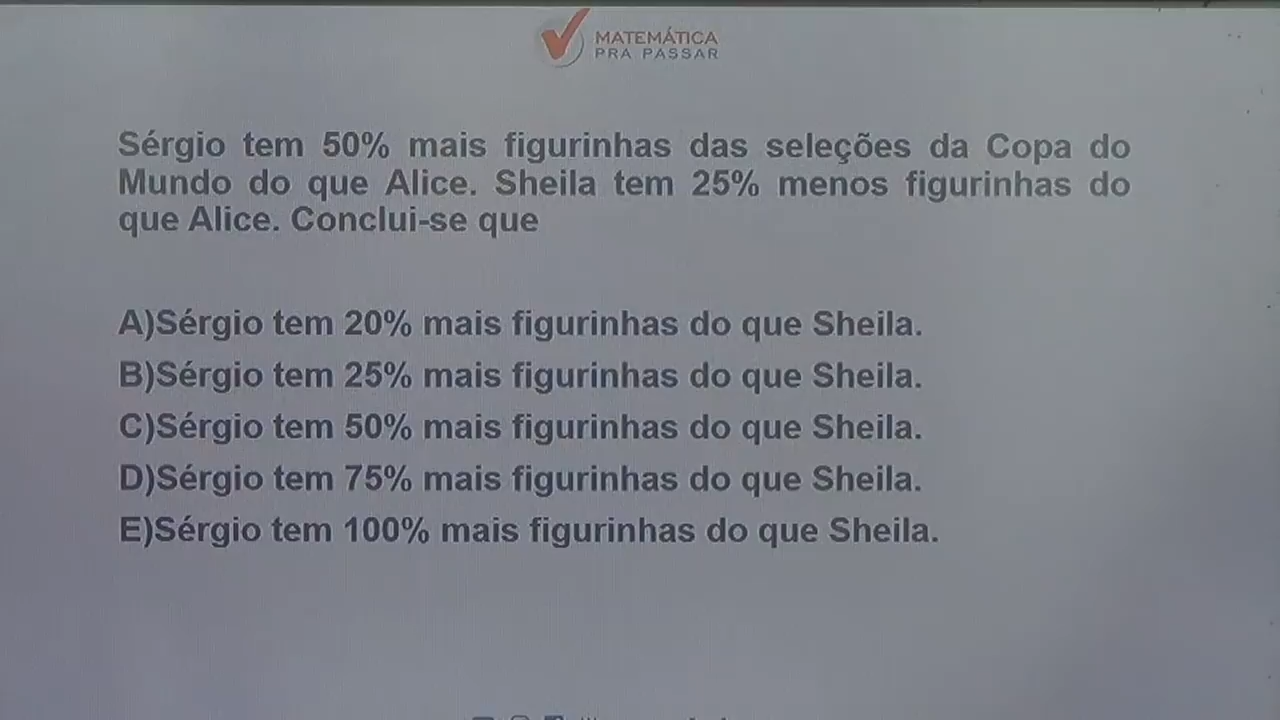 MATEMÁTICA
PRA PASSAR
Sérgio tem 50% mais figurinhas das seleções da Copa do
Mundo do que Alice. Sheila tem 25% menos figurinhas do
que Alice. Conclui-se que
A)Sérgio tem 20% mais figurinhas do que Sheila.
B)Sérgio tem 25% mais figurinhas do que Sheila.
C)Sérgio tem 50% mais figurinhas do que Sheila.
D)Sérgio tem 75% mais figurinhas do que Sheila.
E)Sérgio tem 100% mais figurinhas do que Sheila.